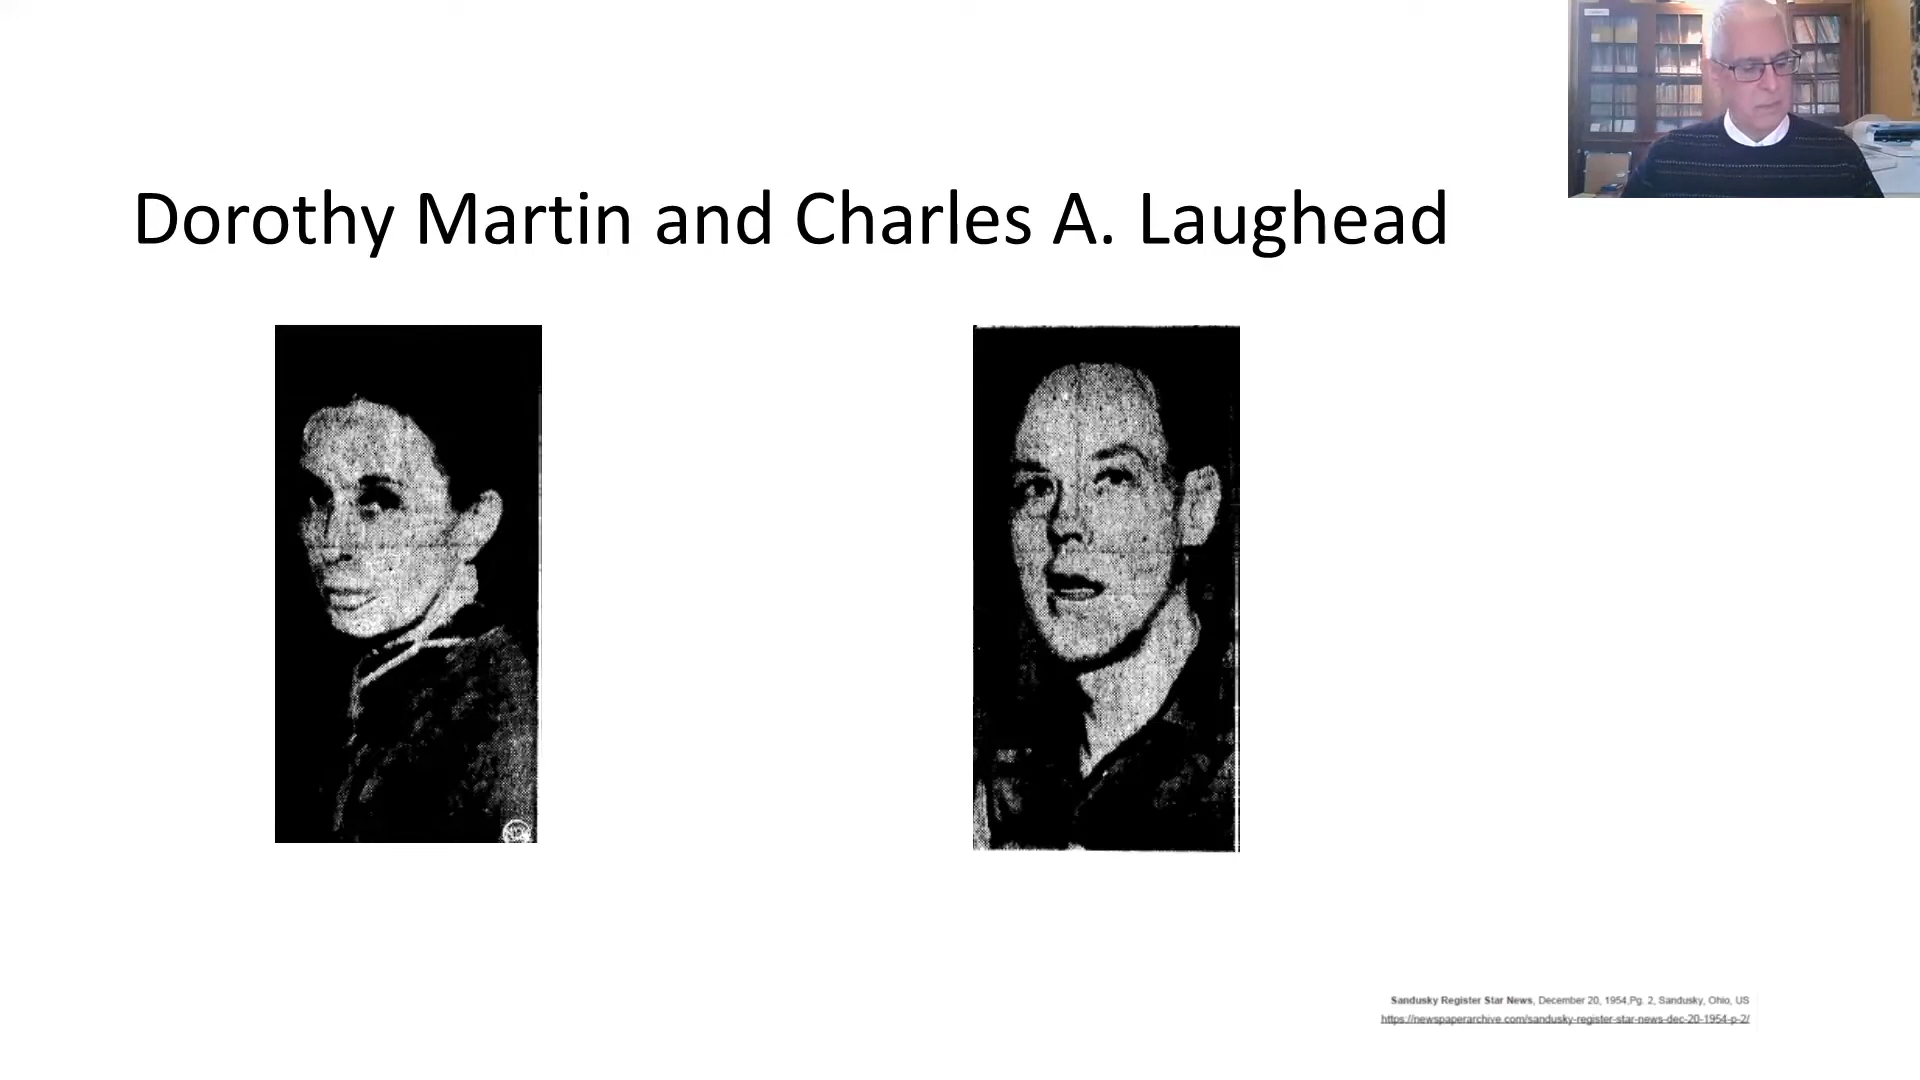 Dorothy Martin and Charles A. Laughead
Sandusky Register Star News, December 20, 1954,Pg. 2, Sandusky, Ohio, US
https://newspaperarchive.com/sandusky-register-star-news-dec-20-1954-p-2/